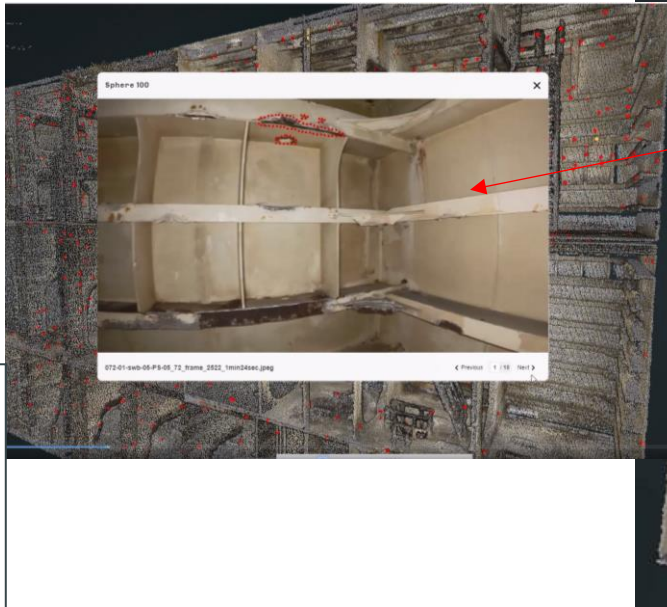 Sphere 100
072-01-swb-05-PS-05_72_frame_2522_1min24sec.jpeg
Previous 1 / 18 Next